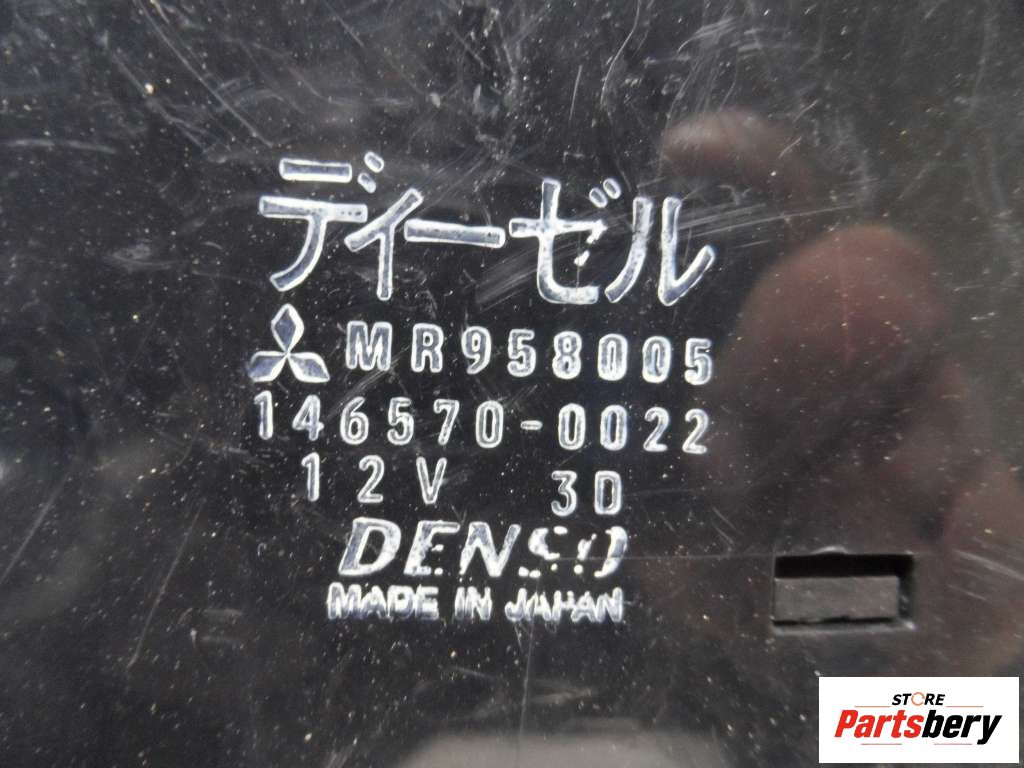 ディーゼル
MR958005
146570-0022
12V 3D
DENSO
MADE IN JAPAN
STORE
Partsbery